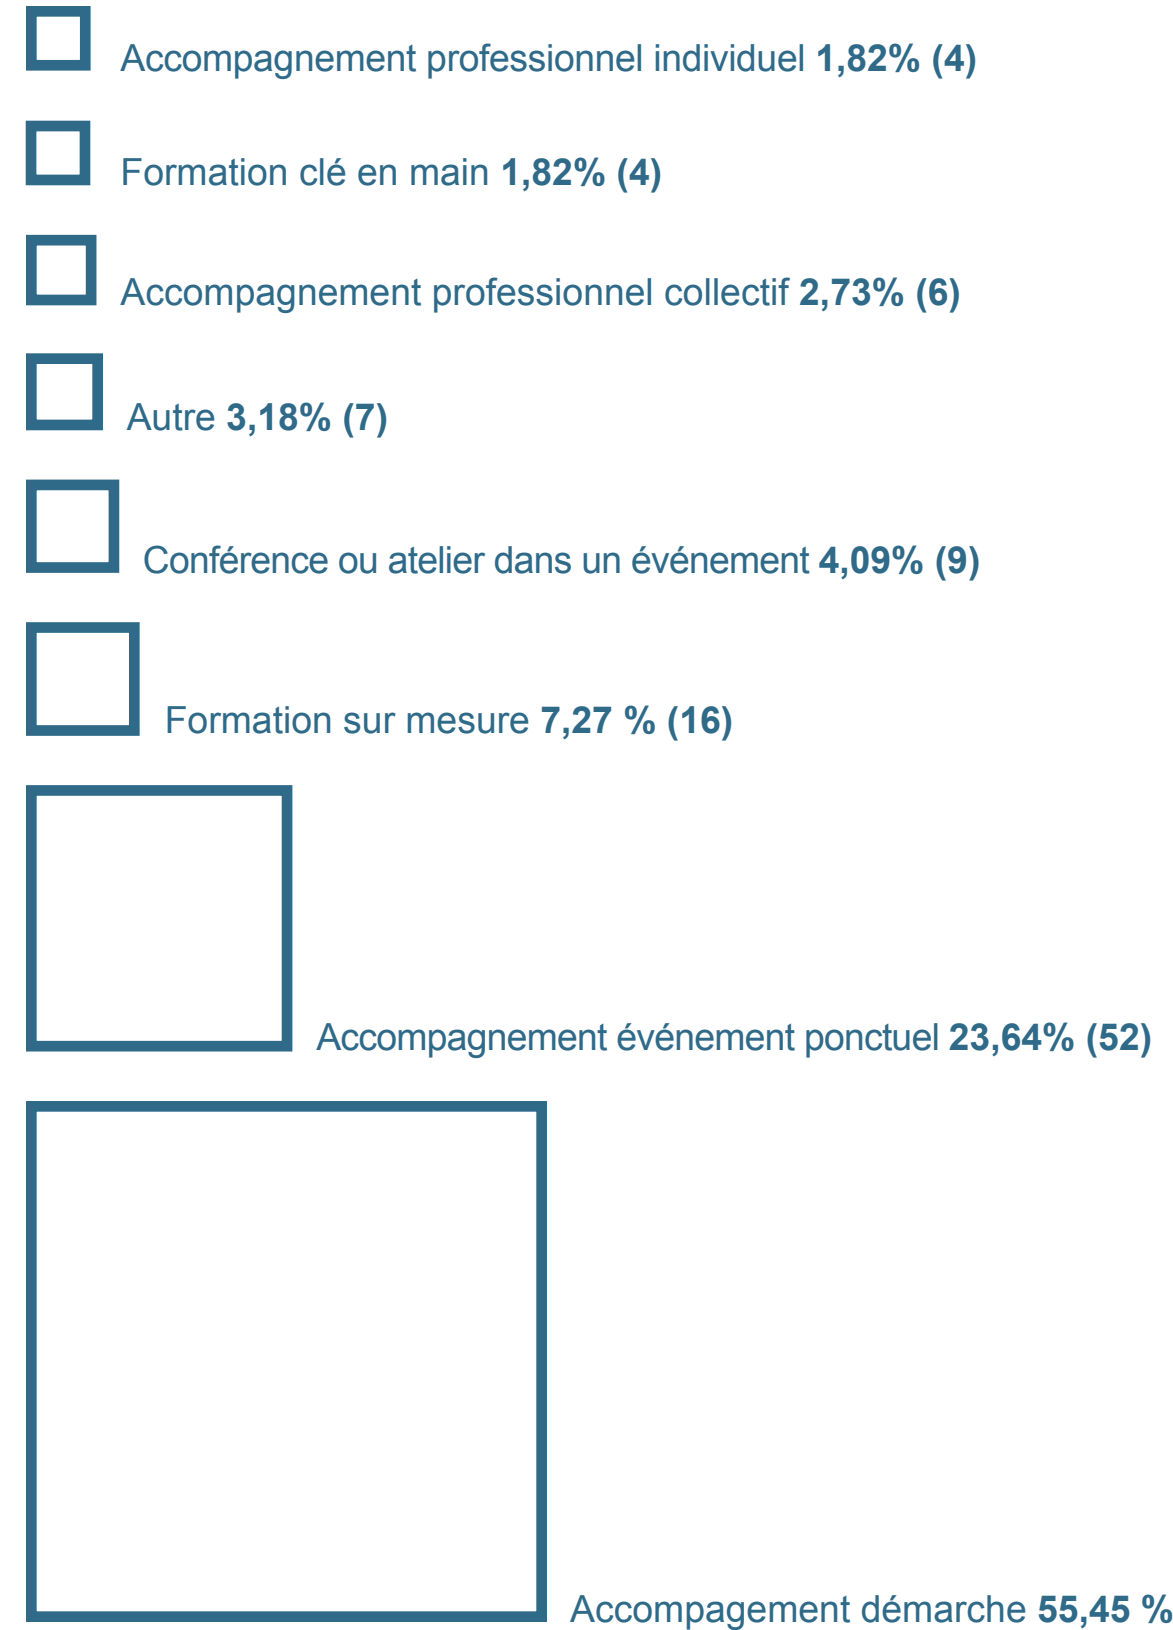 Accompagnement professionnel individuel 1,82% (4)
Formation clé en main 1,82% (4)
Accompagnement professionnel collectif 2,73% (6)
Autre 3,18% (7)
Conférence ou atelier dans un événement 4,09% (9)
Formation sur mesure 7,27 % (16)
Accompagnement événement ponctuel 23,64% (52)
Accompagement démarche 55,45 %